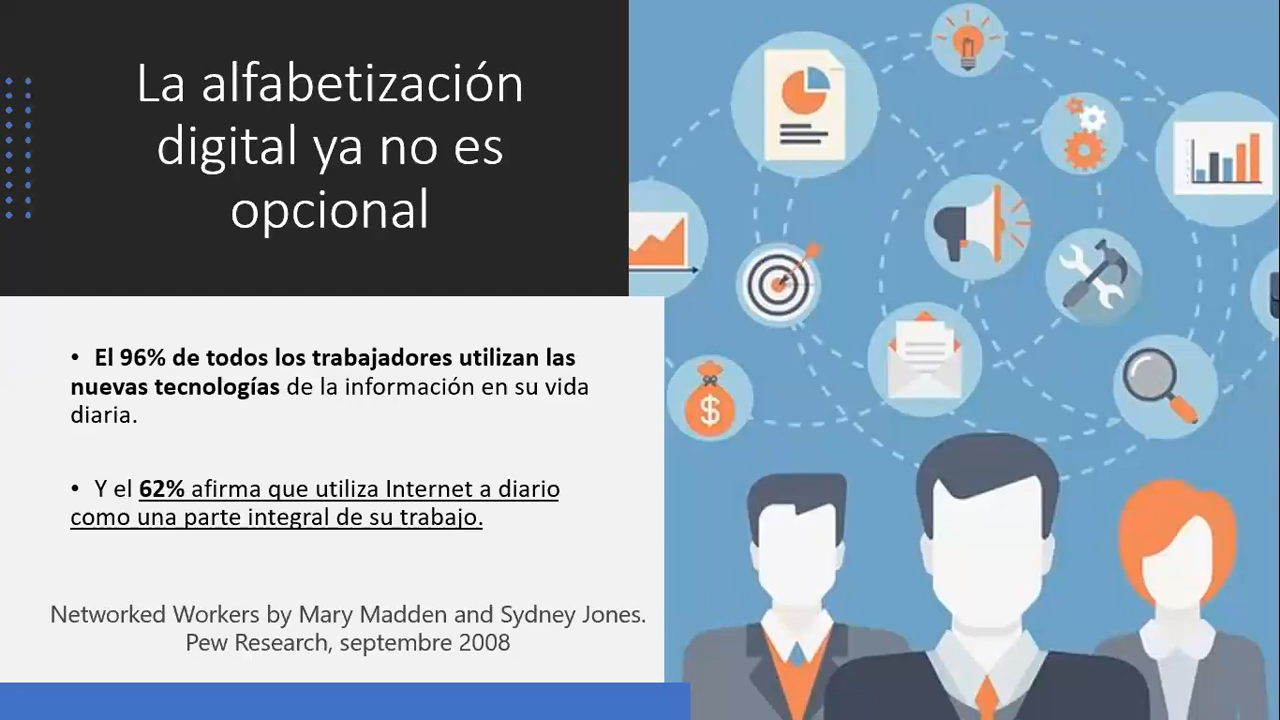 La alfabetización
digital ya no es
opcional
• El 96% de todos los trabajadores utilizan las
nuevas tecnologías de la información en su vida
diaria.
• Y el 62% afirma que utiliza Internet a diario
como una parte integral de su trabajo.
Networked Workers by Mary Madden and Sydney Jones.
Pew Research, septembre 2008
$